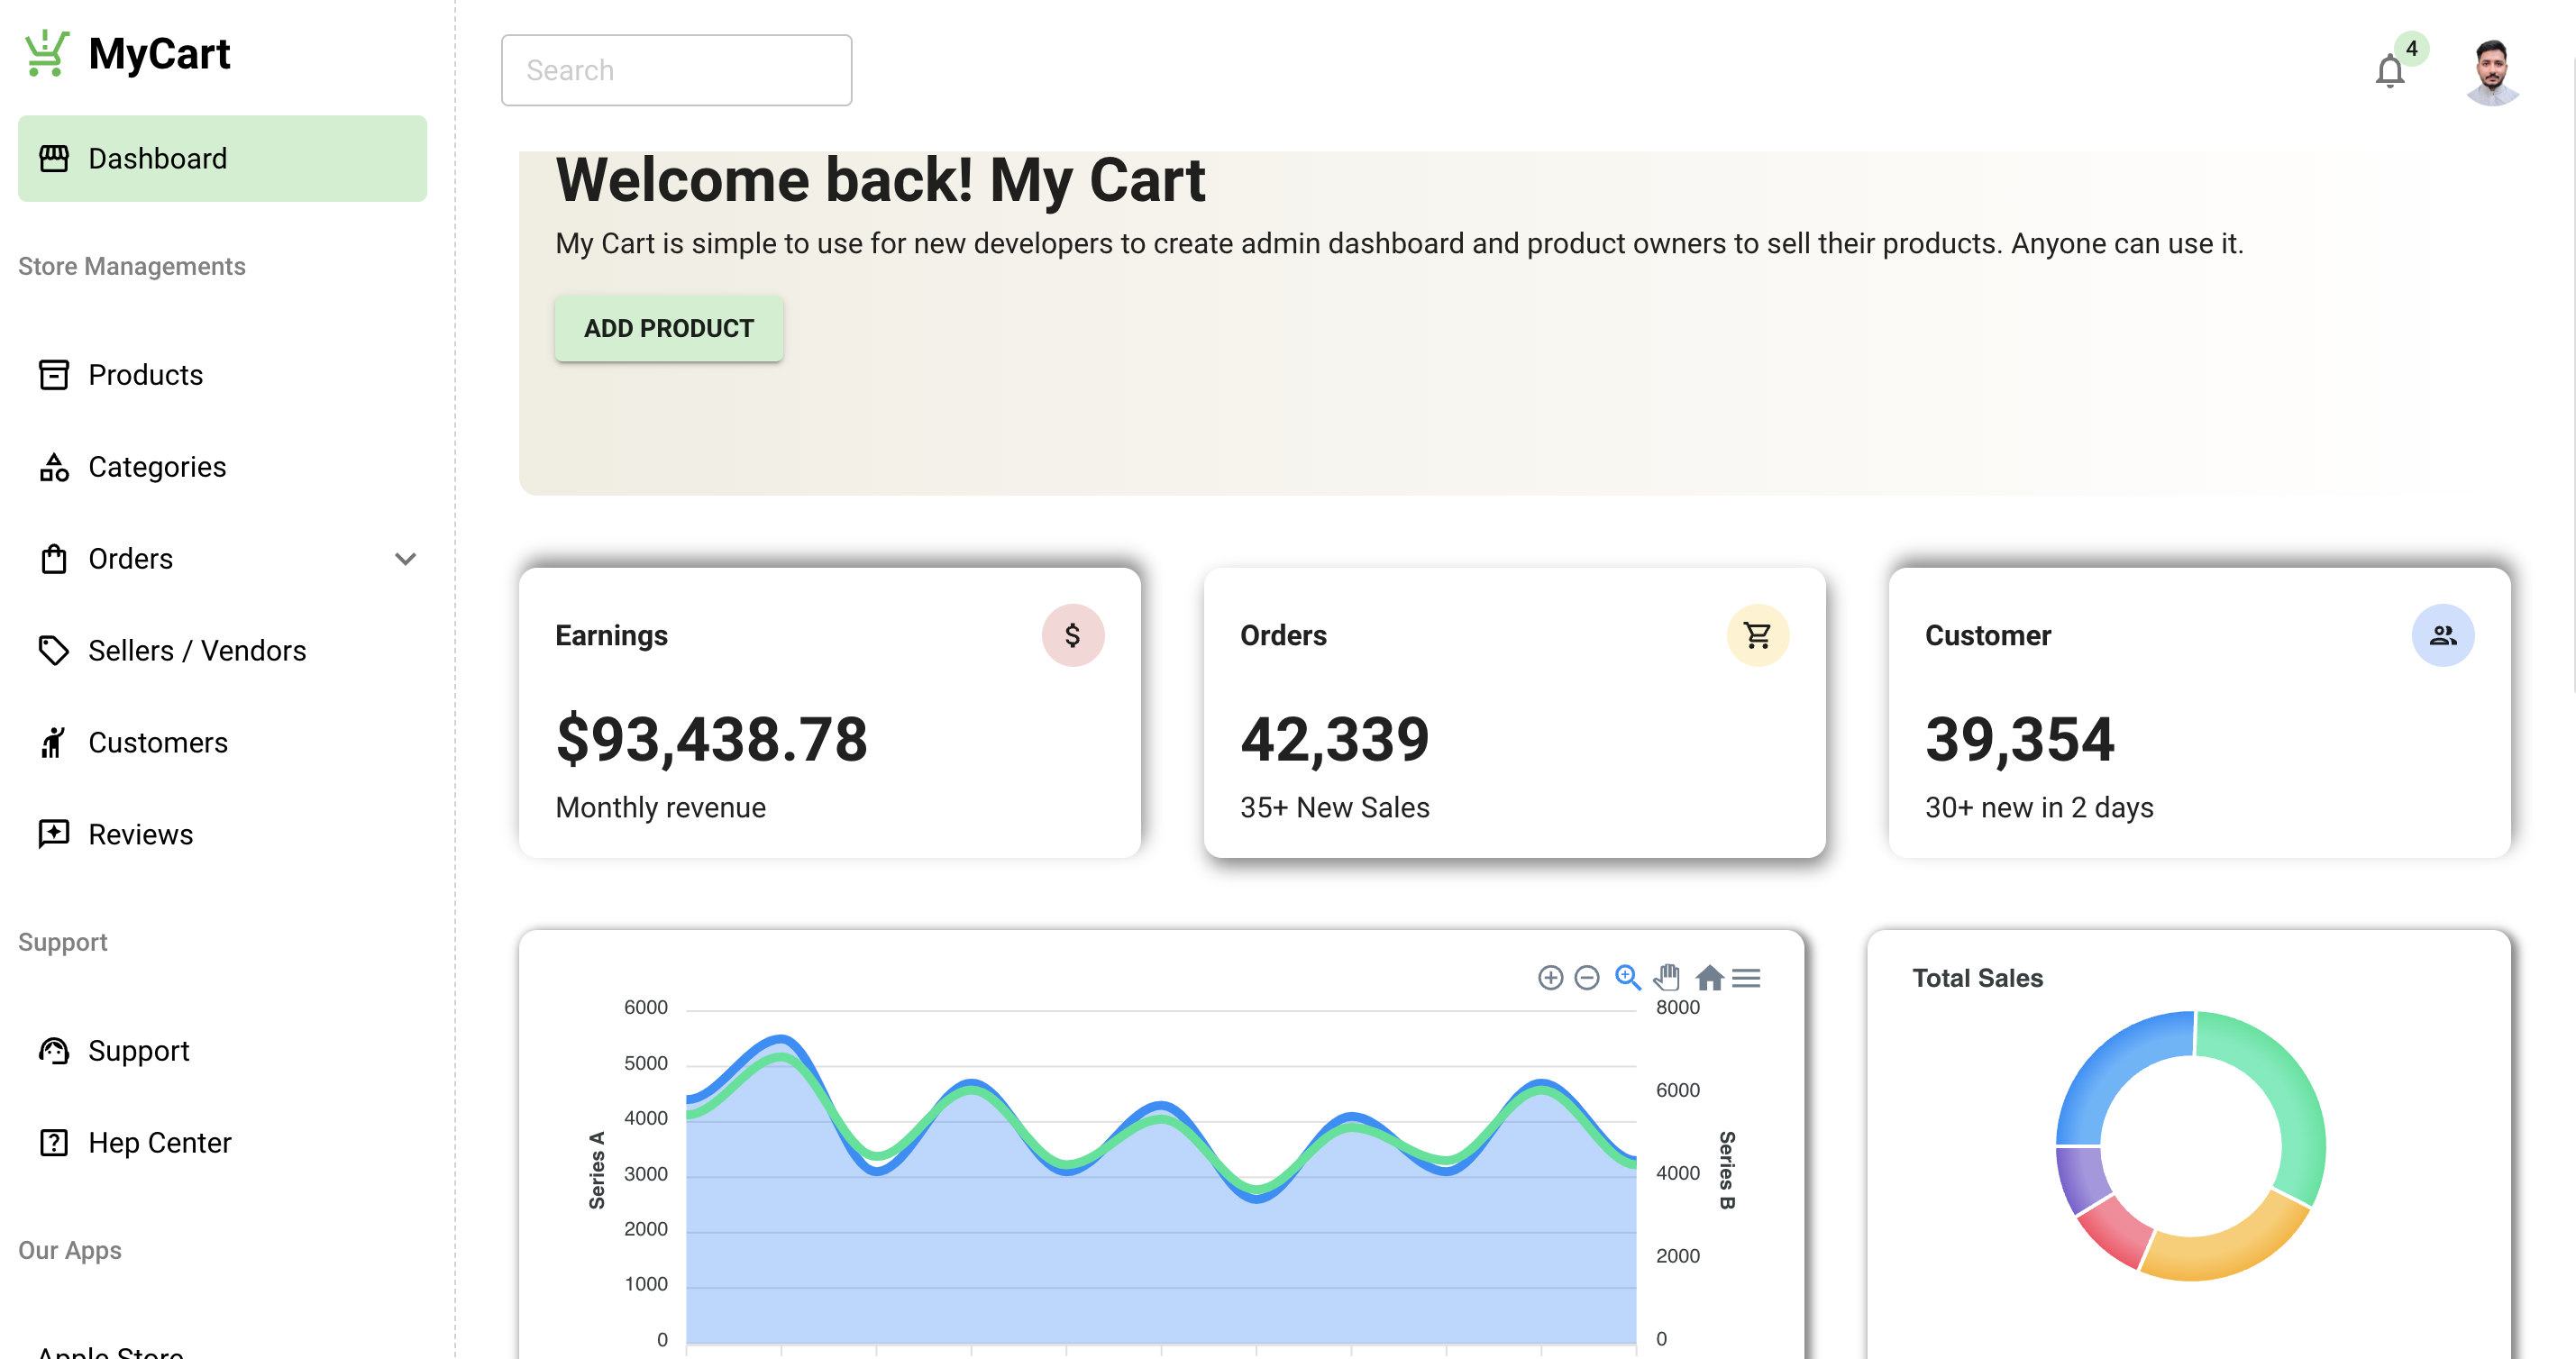 MyCart
Search
4
Dashboard
Store Managements
Products
Categories
Orders
Sellers / Vendors
Customers
Reviews
Support
Support
Hep Center
Our Apps
Apple Store
Welcome back! My Cart
My Cart is simple to use for new developers to create admin dashboard and product owners to sell their products. Anyone can use it.
ADD PRODUCT
Earnings
$
$93,438.78
Monthly revenue
Orders
42,339
35+ New Sales
Customer
39,354
30+ new in 2 days
6000
5000
4000
3000
2000
1000
0
Series A
8000
6000
4000
2000
0
Series B
Total Sales